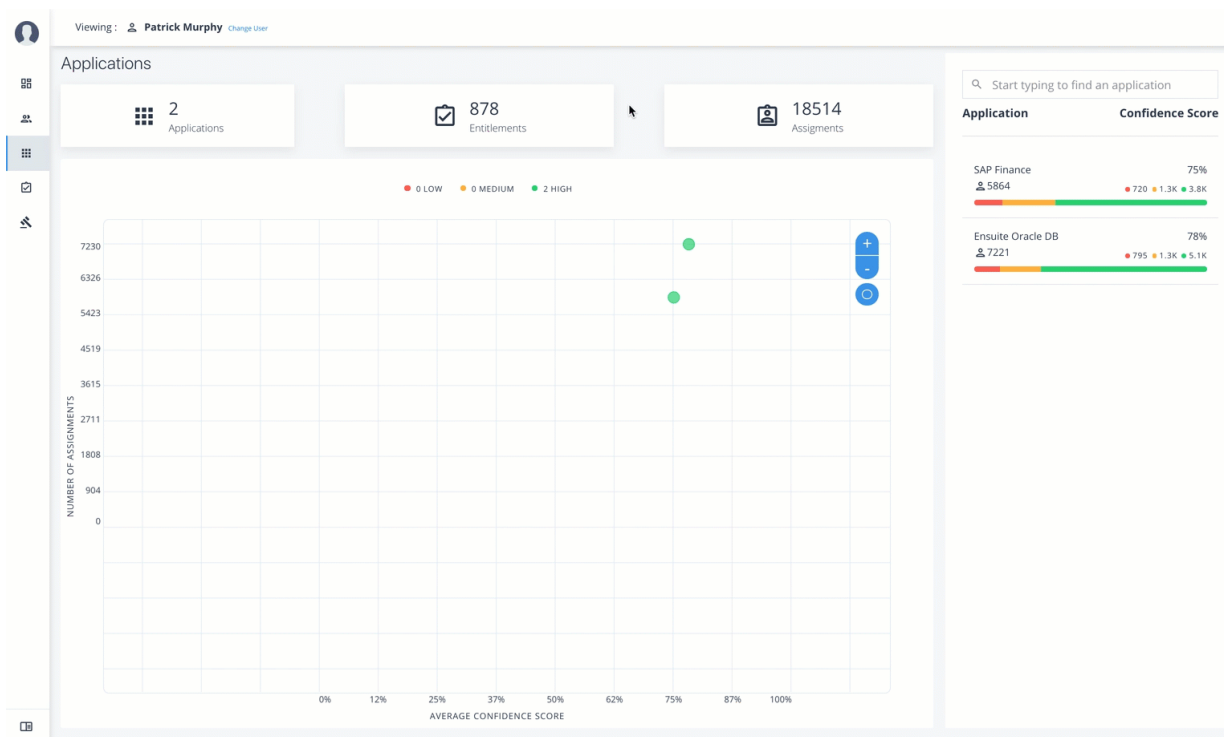 Viewing : Patrick Murphy Change User
Applications
2
Applications
878
Entitlements
18514
Assigments
0 LOW 0 MEDIUM 2 HIGH
7230
6326
5423
4519
3615
2711
1808
904
0
NUMBER OF ASSIGNMENTS
+
-
0% 12% 25% 37% 50% 62% 75% 87% 100%
AVERAGE CONFIDENCE SCORE
Start typing to find an application
Application Confidence Score
SAP Finance 75%
5864 720 1.3K 3.8K
Ensuite Oracle DB 78%
7221 795 1.3K 5.1K